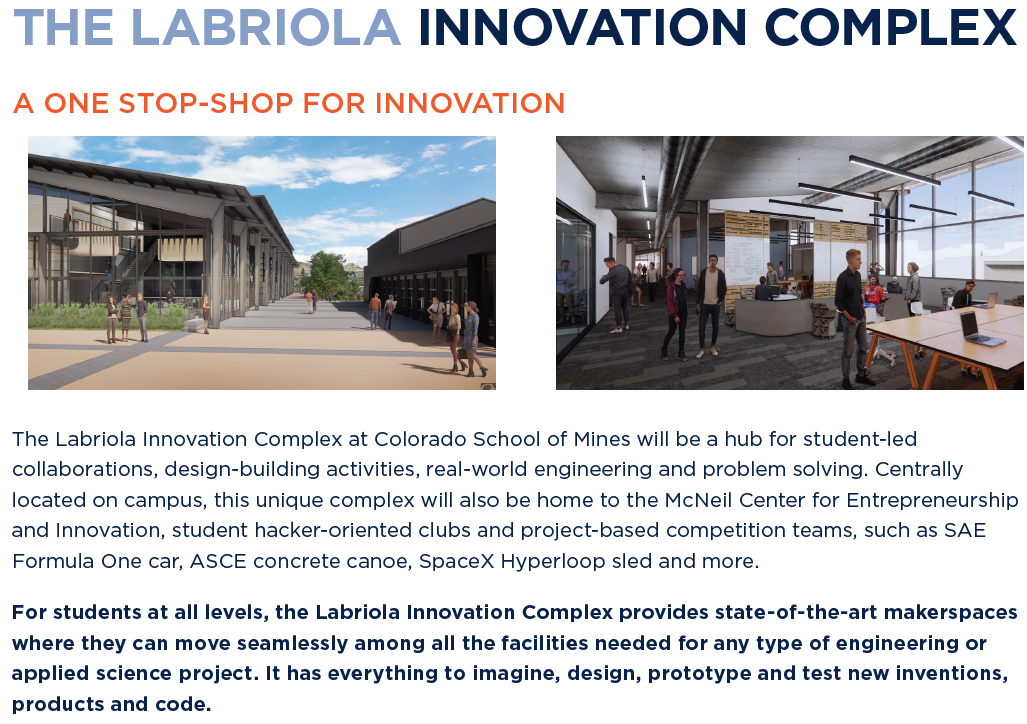 THE LABRIOLA INNOVATION COMPLEX
A ONE STOP-SHOP FOR INNOVATION
The Labriola Innovation Complex at Colorado School of Mines will be a hub for student-led
collaborations, design-building activities, real-world engineering and problem solving. Centrally
located on campus, this unique complex will also be home to the McNeil Center for Entrepreneurship
and Innovation, student hacker-oriented clubs and project-based competition teams, such as SAE
Formula One car, ASCE concrete canoe, SpaceX Hyperloop sled and more.
For students at all levels, the Labriola Innovation Complex provides state-of-the-art makerspaces
where they can move seamlessly among all the facilities needed for any type of engineering or
applied science project. It has everything to imagine, design, prototype and test new inventions,
products and code.